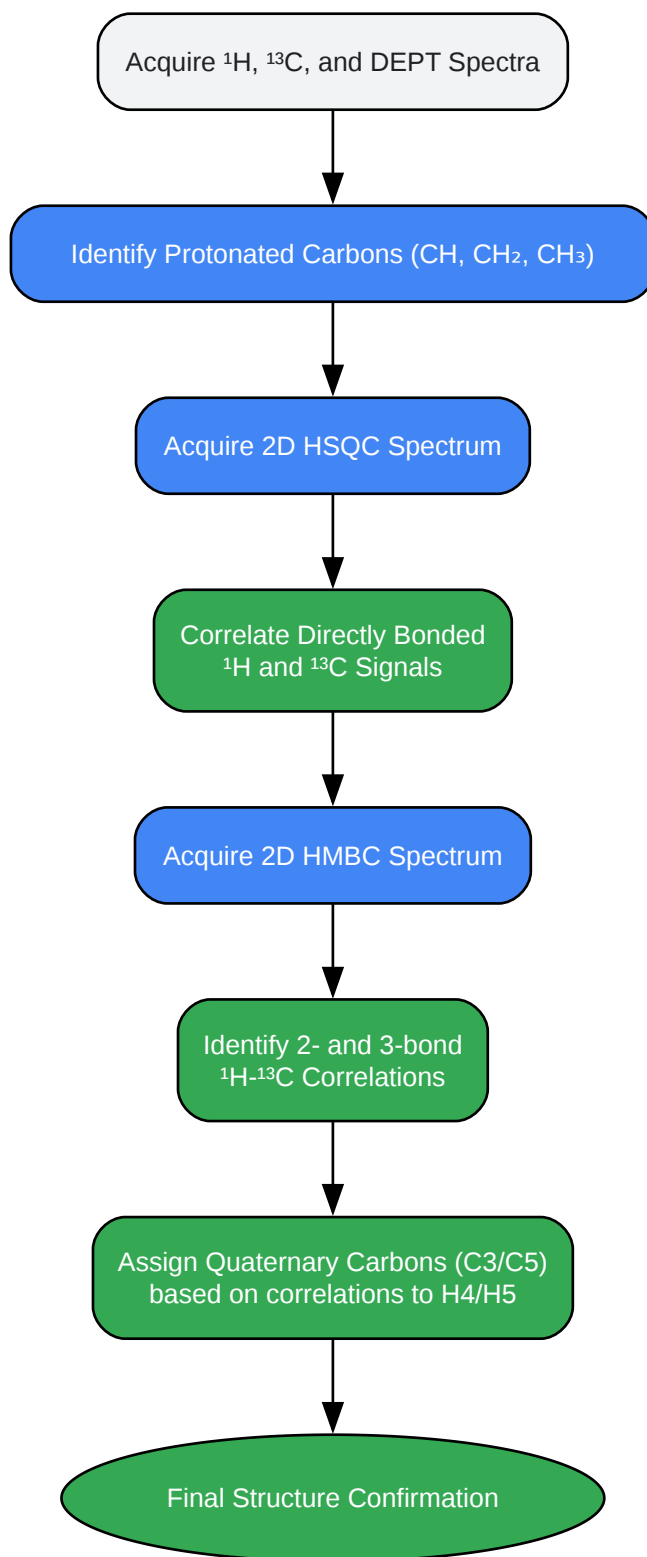 Acquire ¹H, ¹³C, and DEPT Spectra
Identify Protonated Carbons (CH, CH₂, CH₃)
Acquire 2D HSQC Spectrum
Correlate Directly Bonded
¹H and ¹³C Signals
Acquire 2D HMBC Spectrum
Identify 2- and 3-bond
¹H-¹³C Correlations
Assign Quaternary Carbons (C3/C5)
based on correlations to H4/H5
Final Structure Confirmation